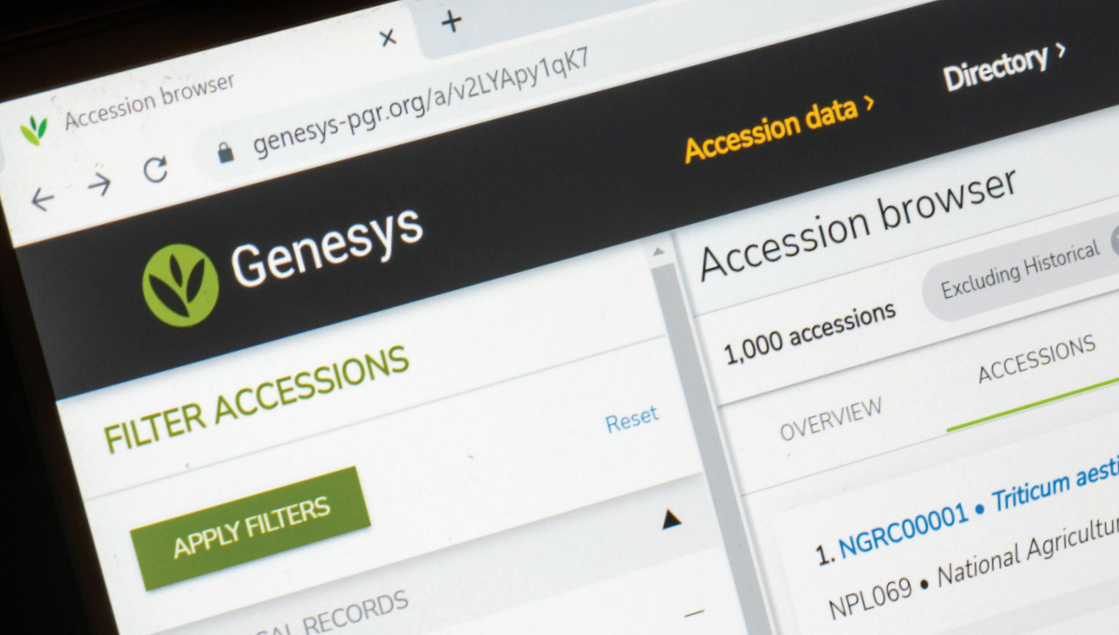 Accession browser
genesys-pgr.org/a/v2LYApy1qK7
Genesys
Accession data ›
Directory ›
FILTER ACCESSIONS
Reset
APPLY FILTERS
RECORDS
Accession browser
1,000 accessions
Excluding Historical
OVERVIEW
ACCESSIONS
1. NGRC00001 • Triticum
NPL069 • National